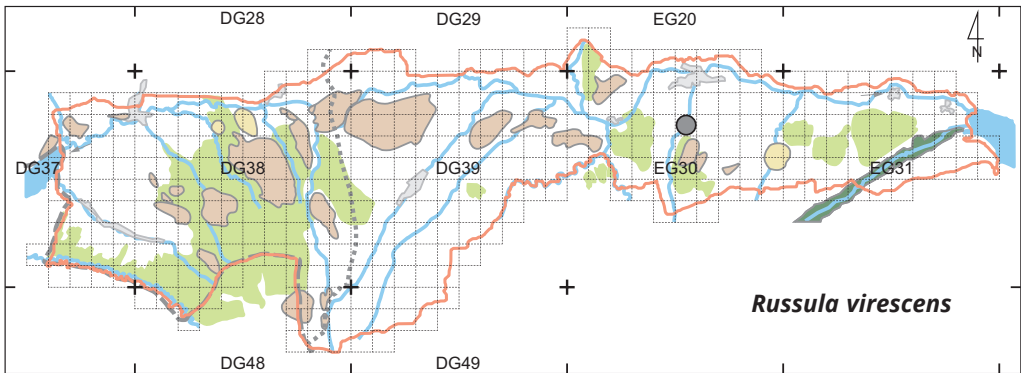 DG28 DG29 EG20
N
DG37 DG38 DG39 EG30 EG31
Russula virescens
DG48 DG49